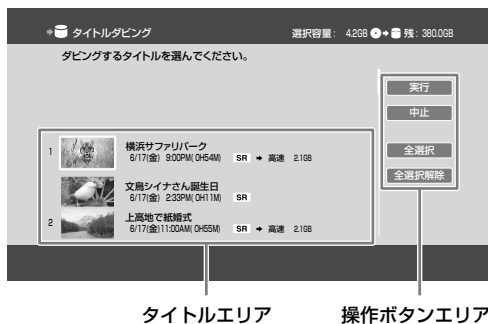 タイトルダビング 選択容量： 4.2GB 残：380.0GB
ダビングするタイトルを選んでください。
実行
中止
全選択
全選択解除
1 横浜サファリパーク
6/17(金) 9:00PM( 0H54M) SR 高速 2.1GB
文鳥シイナさん誕生日
6/17(金) 2:33PM( 0H11M) SR
2 上高地で紙婚式
6/17(金)11:00AM( 0H55M) SR 高速 2.1GB
タイトルエリア 操作ボタンエリア